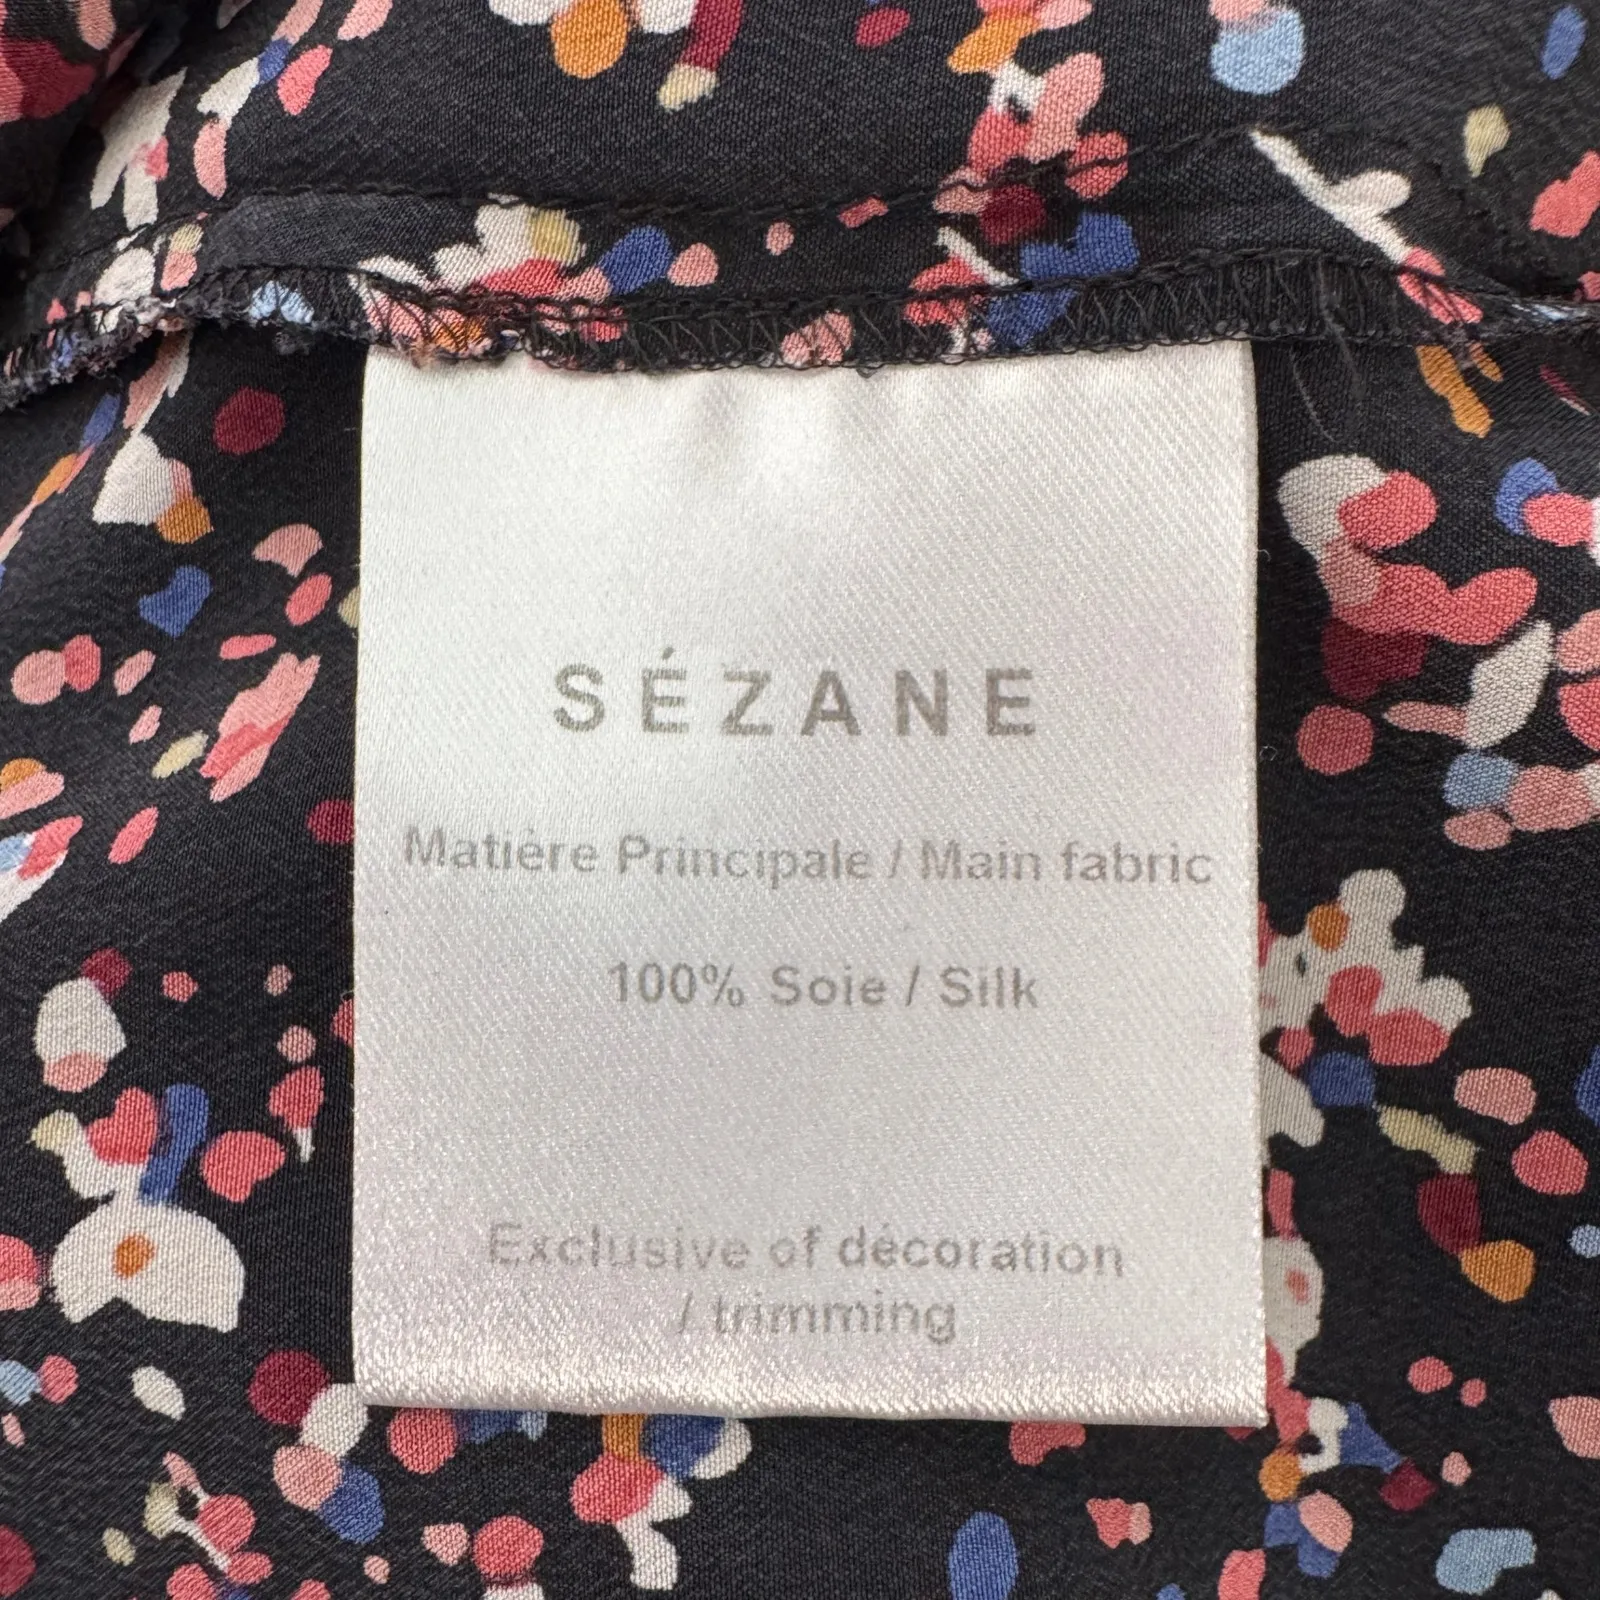 SÉZANE
Matière Principale / Main fabric
100% Soie / Silk
Exclusive of décoration
/ trimming